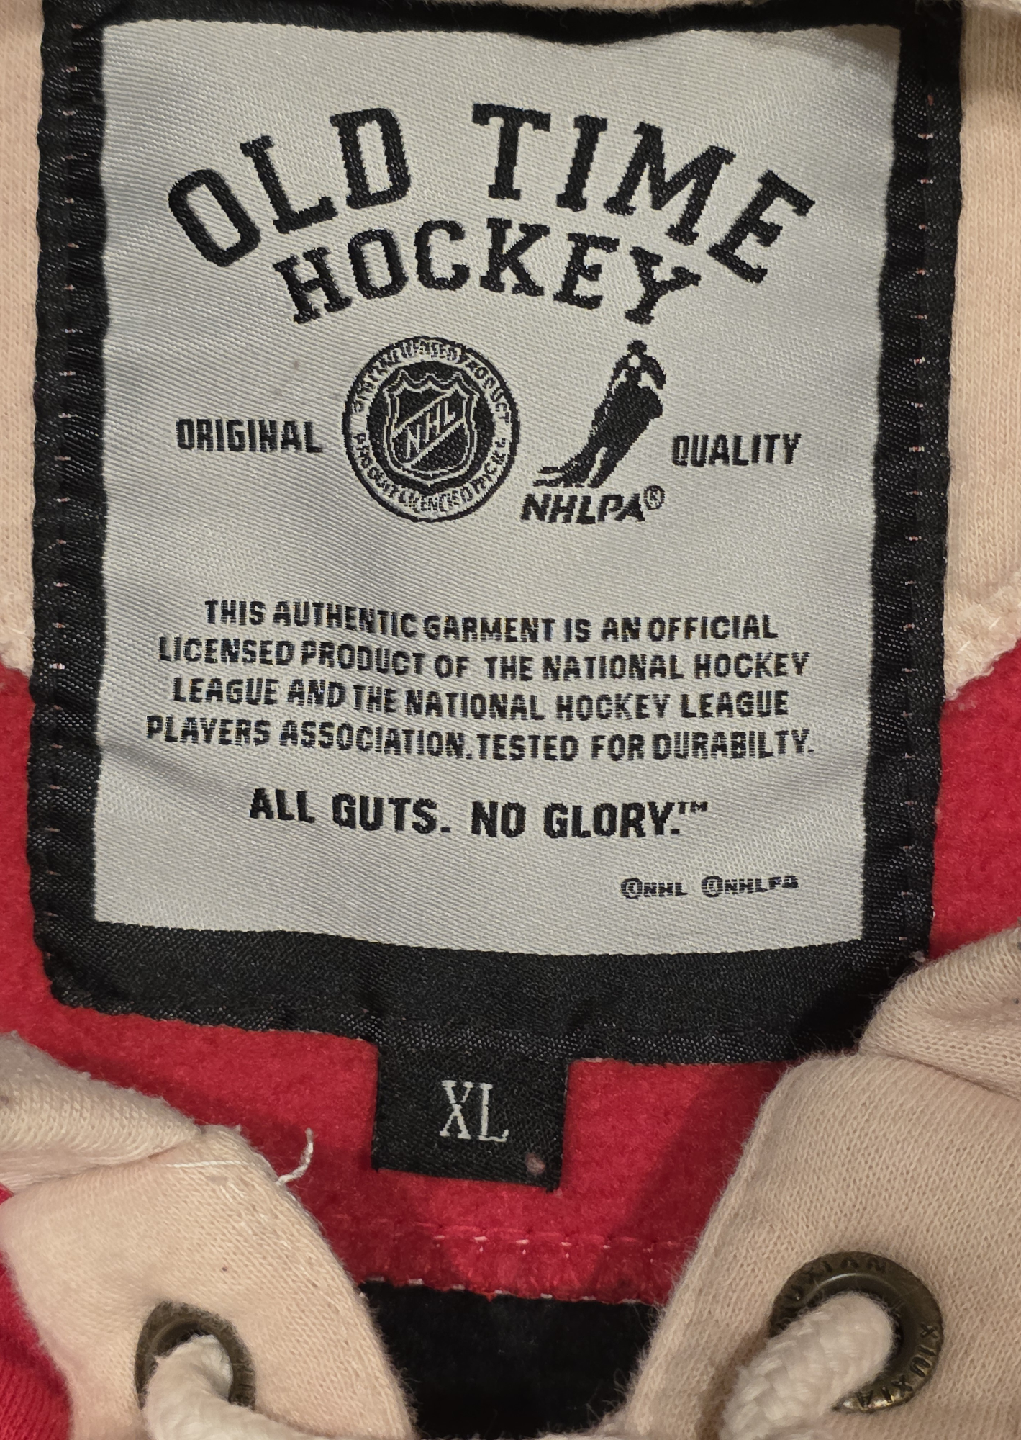 OLD TIME
HOCKEY
ORIGINAL
NHL
NHLPA®
QUALITY
THIS AUTHENTIC GARMENT IS AN OFFICIAL
LICENSED PRODUCT OF THE NATIONAL HOCKEY
LEAGUE AND THE NATIONAL HOCKEY LEAGUE
PLAYERS ASSOCIATION. TESTED FOR DURABILTY.
ALL GUTS. NO GLORY.™
©NHL ©NHLPA
XL